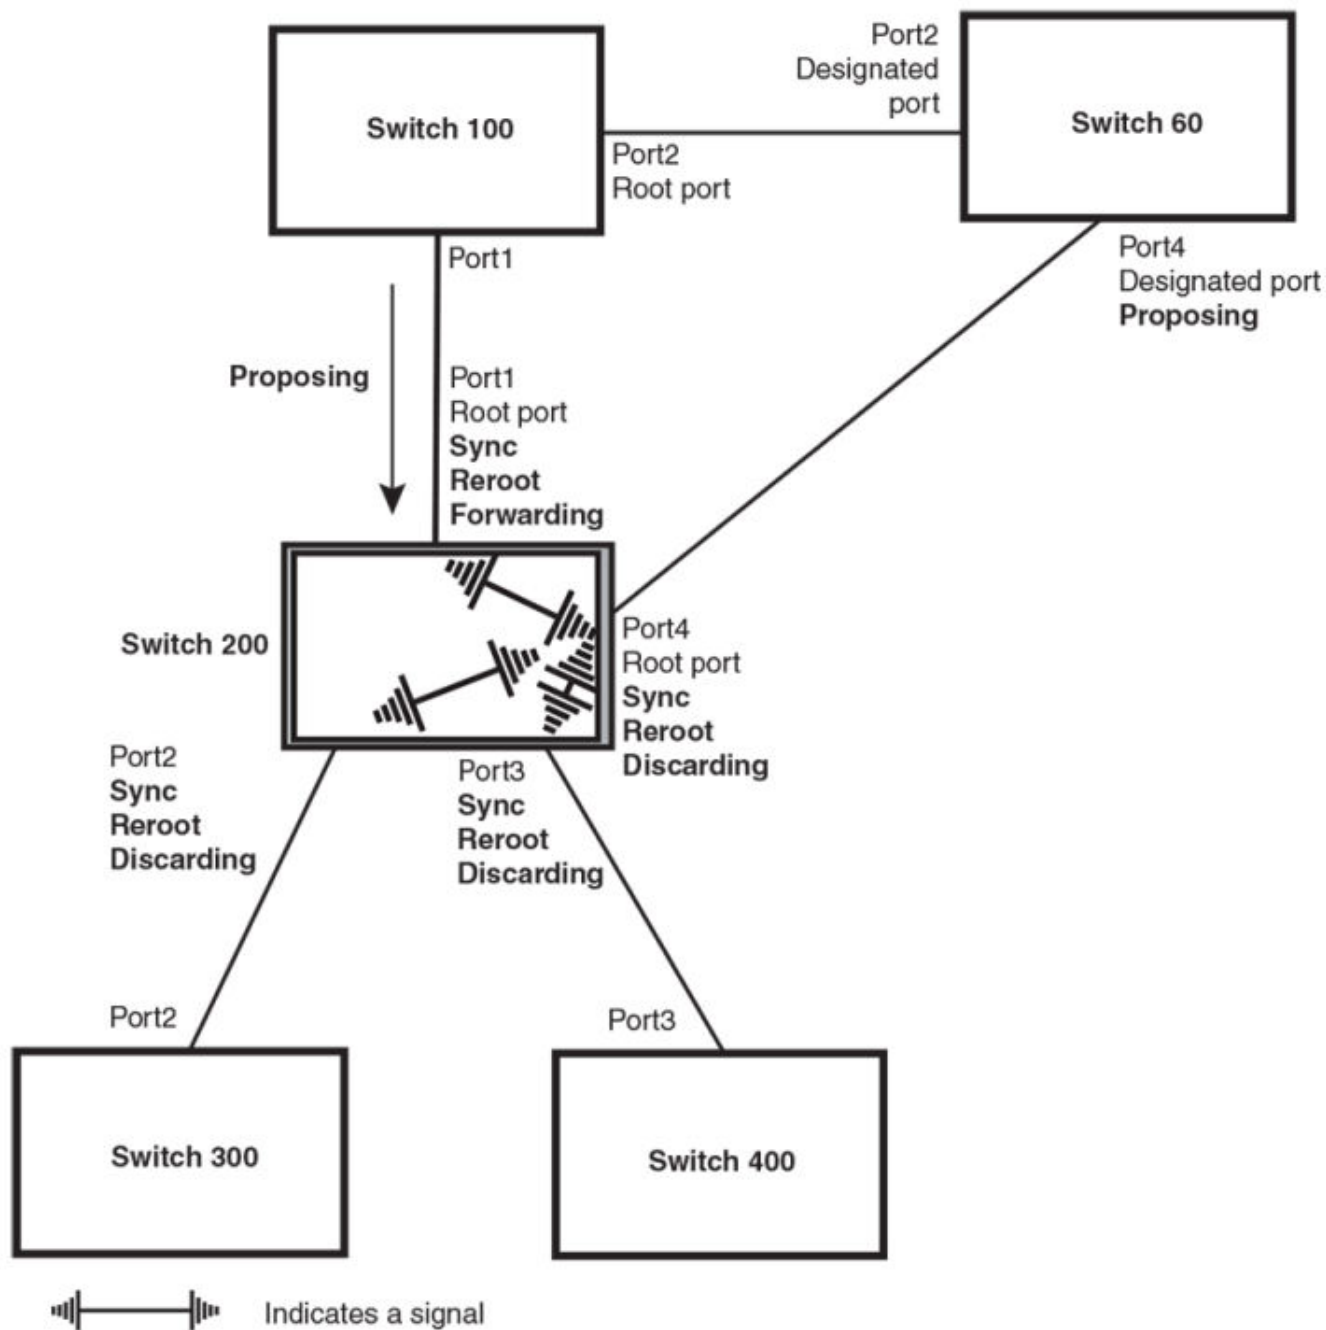 Port2
Designated
port
Switch 100
Switch 60
Port2
Root port
Port1
Port4
Designated port
Proposing
Proposing
Port1
Root port
Sync
Reroot
Forwarding
Switch 200
Port4
Root port
Sync
Reroot
Discarding
Port2
Sync
Reroot
Discarding
Port3
Sync
Reroot
Discarding
Port2
Port3
Switch 300
Switch 400
Indicates a signal